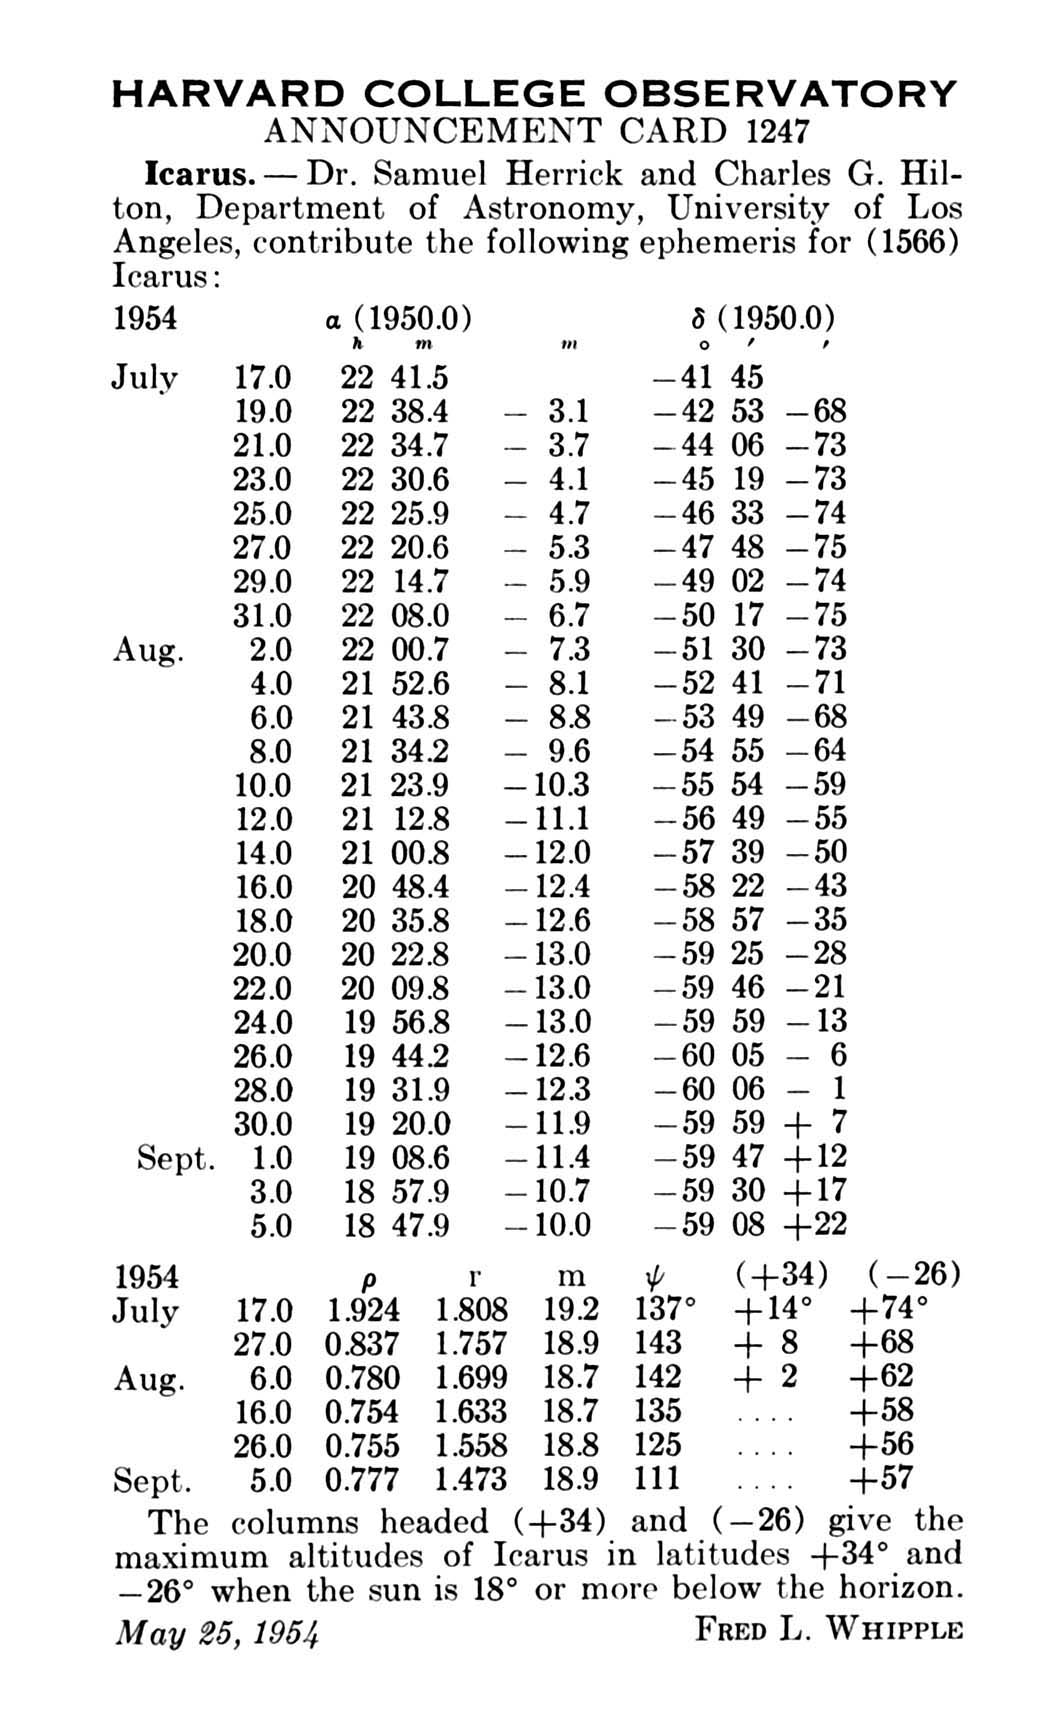 HARVARD COLLEGE OBSERVATORY
ANNOUNCEMENT CARD 1247
Icarus. — Dr. Samuel Herrick and Charles G. Hil-
ton, Department of Astronomy, University of Los
Angeles, contribute the following ephemeris for (1566)
Icarus:
1954 α (1950.0) δ (1950.0)
h m m ° ′ ′
July 17.0 22 41.5 −41 45
19.0 22 38.4 − 3.1 −42 53 −68
21.0 22 34.7 − 3.7 −44 06 −73
23.0 22 30.6 − 4.1 −45 19 −73
25.0 22 25.9 − 4.7 −46 33 −74
27.0 22 20.6 − 5.3 −47 48 −75
29.0 22 14.7 − 5.9 −49 02 −74
31.0 22 08.0 − 6.7 −50 17 −75
Aug. 2.0 22 00.7 − 7.3 −51 30 −73
4.0 21 52.6 − 8.1 −52 41 −71
6.0 21 43.8 − 8.8 −53 49 −68
8.0 21 34.2 − 9.6 −54 55 −64
10.0 21 23.9 −10.3 −55 54 −59
12.0 21 12.8 −11.1 −56 49 −55
14.0 21 00.8 −12.0 −57 39 −50
16.0 20 48.4 −12.4 −58 22 −43
18.0 20 35.8 −12.6 −58 57 −35
20.0 20 22.8 −13.0 −59 25 −28
22.0 20 09.8 −13.0 −59 46 −21
24.0 19 56.8 −13.0 −59 59 −13
26.0 19 44.2 −12.6 −60 05 − 6
28.0 19 31.9 −12.3 −60 06 − 1
30.0 19 20.0 −11.9 −59 59 + 7
Sept. 1.0 19 08.6 −11.4 −59 47 +12
3.0 18 57.9 −10.7 −59 30 +17
5.0 18 47.9 −10.0 −59 08 +22
1954 ρ r m ψ (+34) (−26)
July 17.0 1.924 1.808 19.2 137° +14° +74°
27.0 0.837 1.757 18.9 143 + 8 +68
Aug. 6.0 0.780 1.699 18.7 142 + 2 +62
16.0 0.754 1.633 18.7 135 .... +58
26.0 0.755 1.558 18.8 125 .... +56
Sept. 5.0 0.777 1.473 18.9 111 .... +57
The columns headed (+34) and (−26) give the
maximum altitudes of Icarus in latitudes +34° and
−26° when the sun is 18° or more below the horizon.
May 25, 1954 FRED L. WHIPPLE